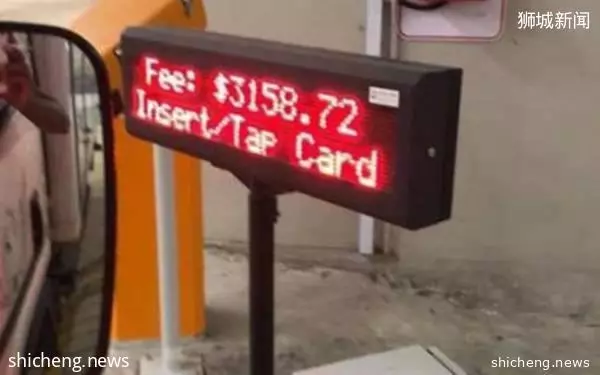 狮城新闻
Fee: $3158.72
Insert/Tap Card
shicheng.news
shicheng.news